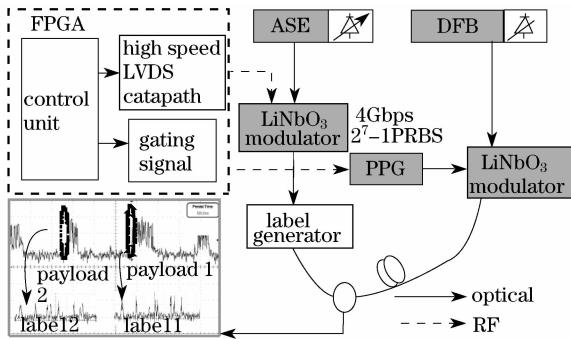 FPGA
control
unit
high speed
LVDS
catapath
gating
signal
ASE
DFB
LiNbO3
modulator
4Gbps
2^7-1PRBS
PPG
LiNbO3
modulator
label
generator
payload 1
payload
2
labe12
labe11
optical
RF